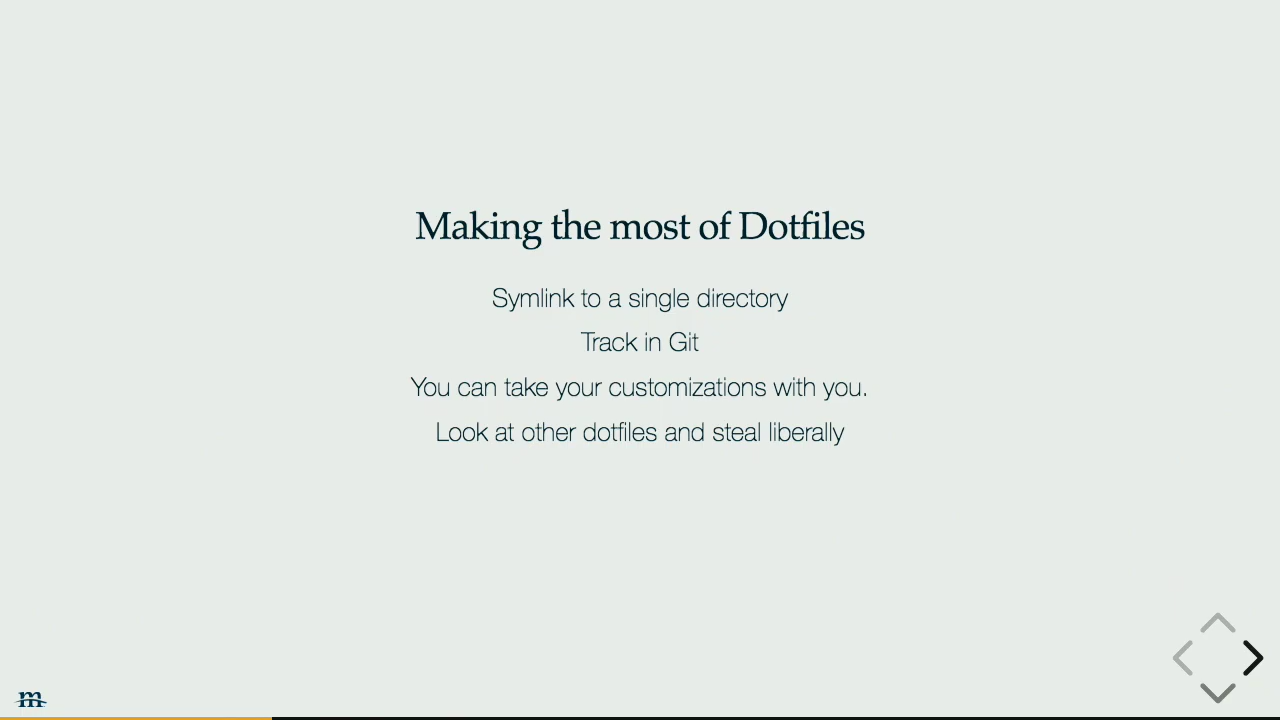 Making the most of Dotfiles
Symlink to a single directory
Track in Git
You can take your customizations with you.
Look at other dotfiles and steal liberally
m